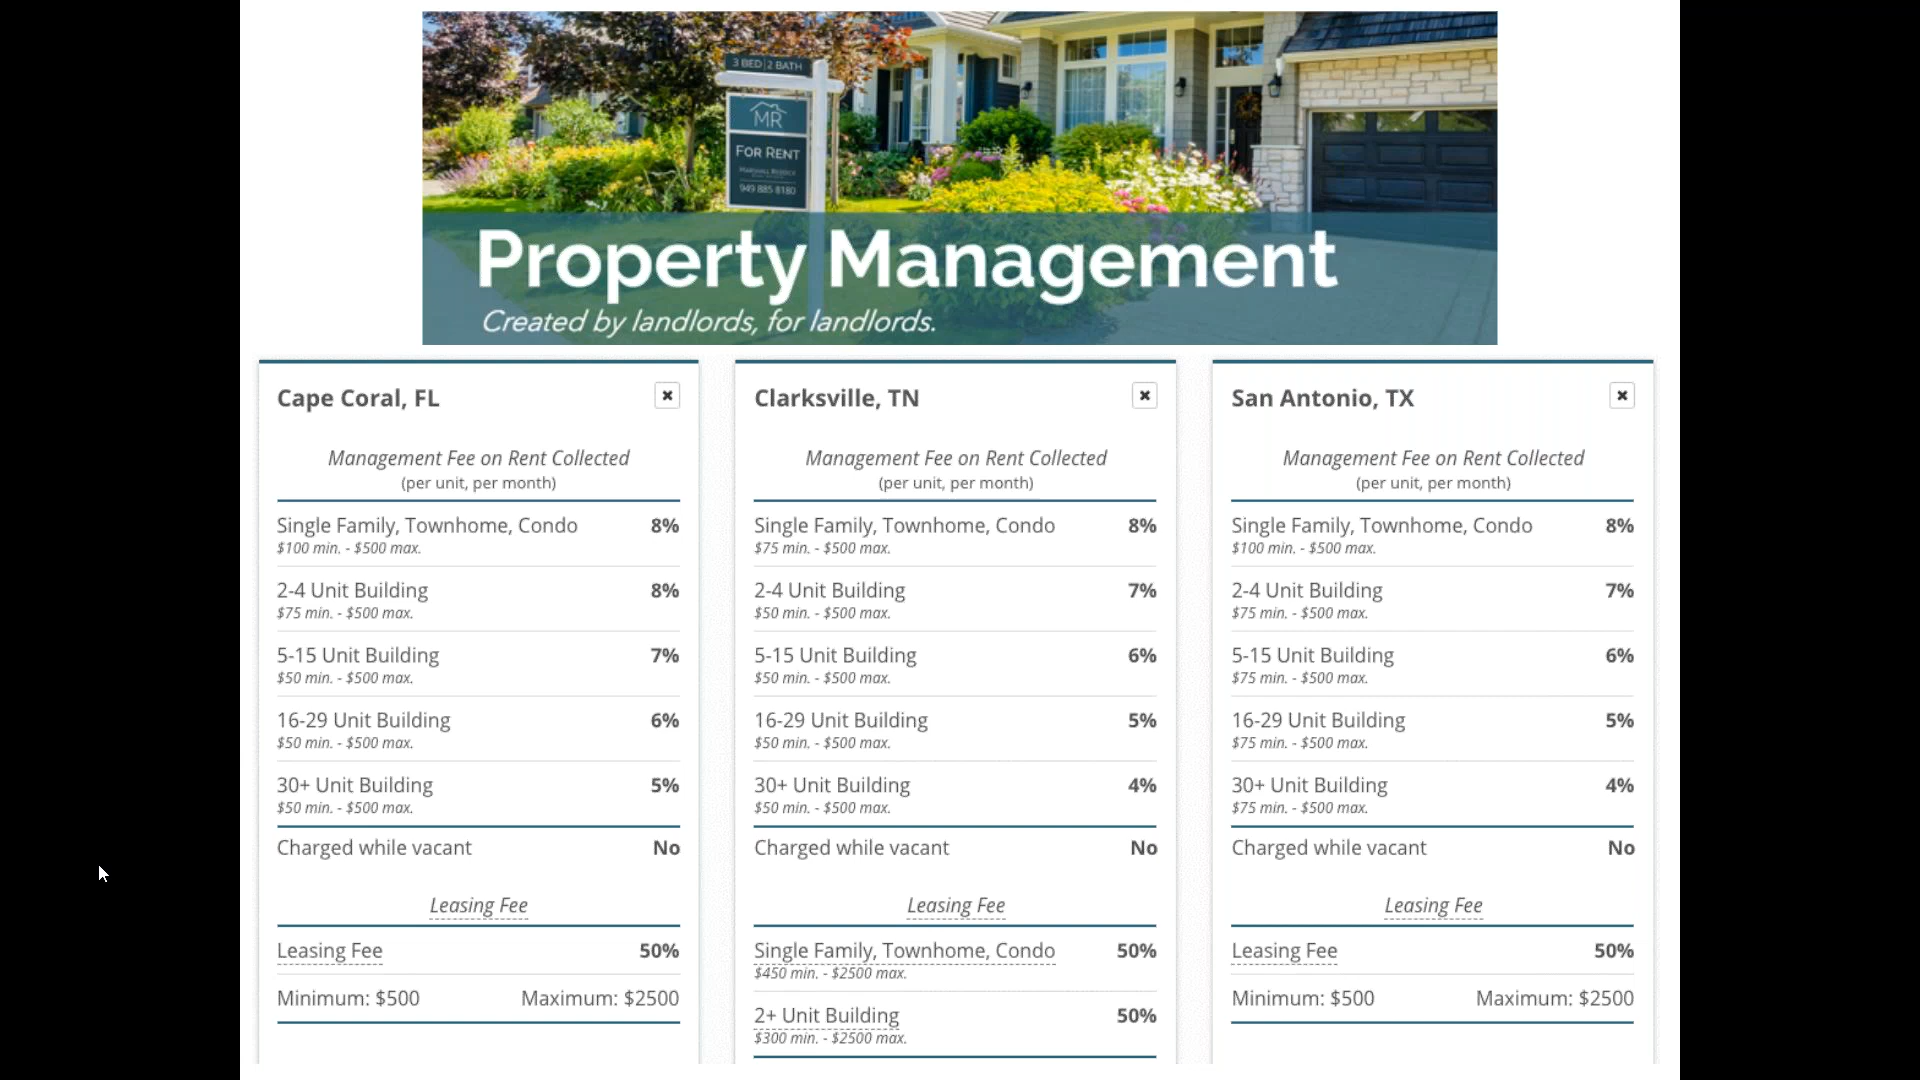 3 BED|2 BATH
MR
FOR RENT
MARSHALL REDDICK
949 885 8180
Property Management
Created by landlords, for landlords.
Cape Coral, FL
Management Fee on Rent Collected
(per unit, per month)
Single Family, Townhome, Condo 8%
$100 min. - $500 max.
2-4 Unit Building 8%
$75 min. - $500 max.
5-15 Unit Building 7%
$50 min. - $500 max.
16-29 Unit Building 6%
$50 min. - $500 max.
30+ Unit Building 5%
$50 min. - $500 max.
Charged while vacant No
Leasing Fee
Leasing Fee 50%
Minimum: $500 Maximum: $2500
Clarksville, TN
Management Fee on Rent Collected
(per unit, per month)
Single Family, Townhome, Condo 8%
$75 min. - $500 max.
2-4 Unit Building 7%
$50 min. - $500 max.
5-15 Unit Building 6%
$50 min. - $500 max.
16-29 Unit Building 5%
$50 min. - $500 max.
30+ Unit Building 4%
$50 min. - $500 max.
Charged while vacant No
Leasing Fee
Single Family, Townhome, Condo 50%
$450 min. - $2500 max.
2+ Unit Building 50%
$300 min. - $2500 max.
San Antonio, TX
Management Fee on Rent Collected
(per unit, per month)
Single Family, Townhome, Condo 8%
$100 min. - $500 max.
2-4 Unit Building 7%
$75 min. - $500 max.
5-15 Unit Building 6%
$75 min. - $500 max.
16-29 Unit Building 5%
$75 min. - $500 max.
30+ Unit Building 4%
$75 min. - $500 max.
Charged while vacant No
Leasing Fee
Leasing Fee 50%
Minimum: $500 Maximum: $2500